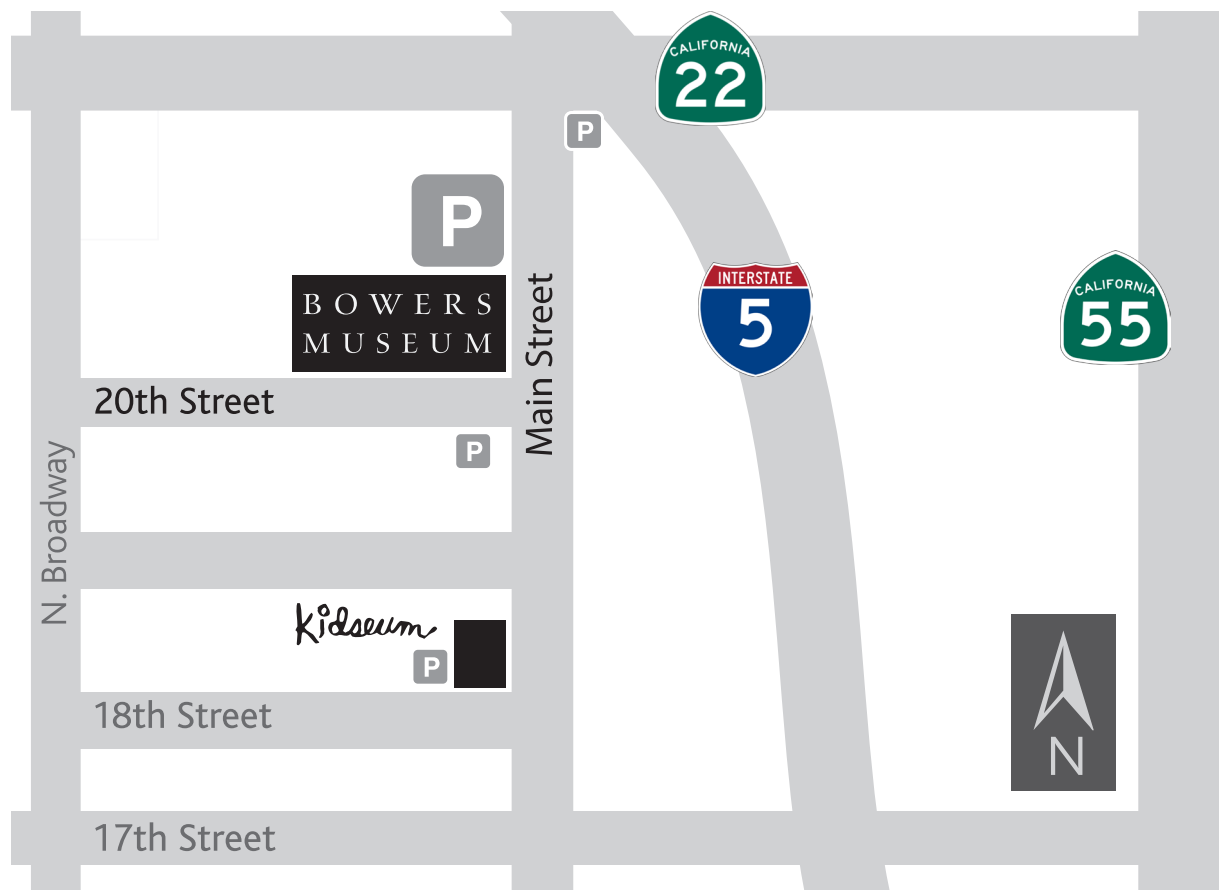 CALIFORNIA
22
P
P
BOWERS
MUSEUM
Main Street
INTERSTATE
5
CALIFORNIA
55
20th Street
P
N. Broadway
Kidseum
P
18th Street
N
17th Street